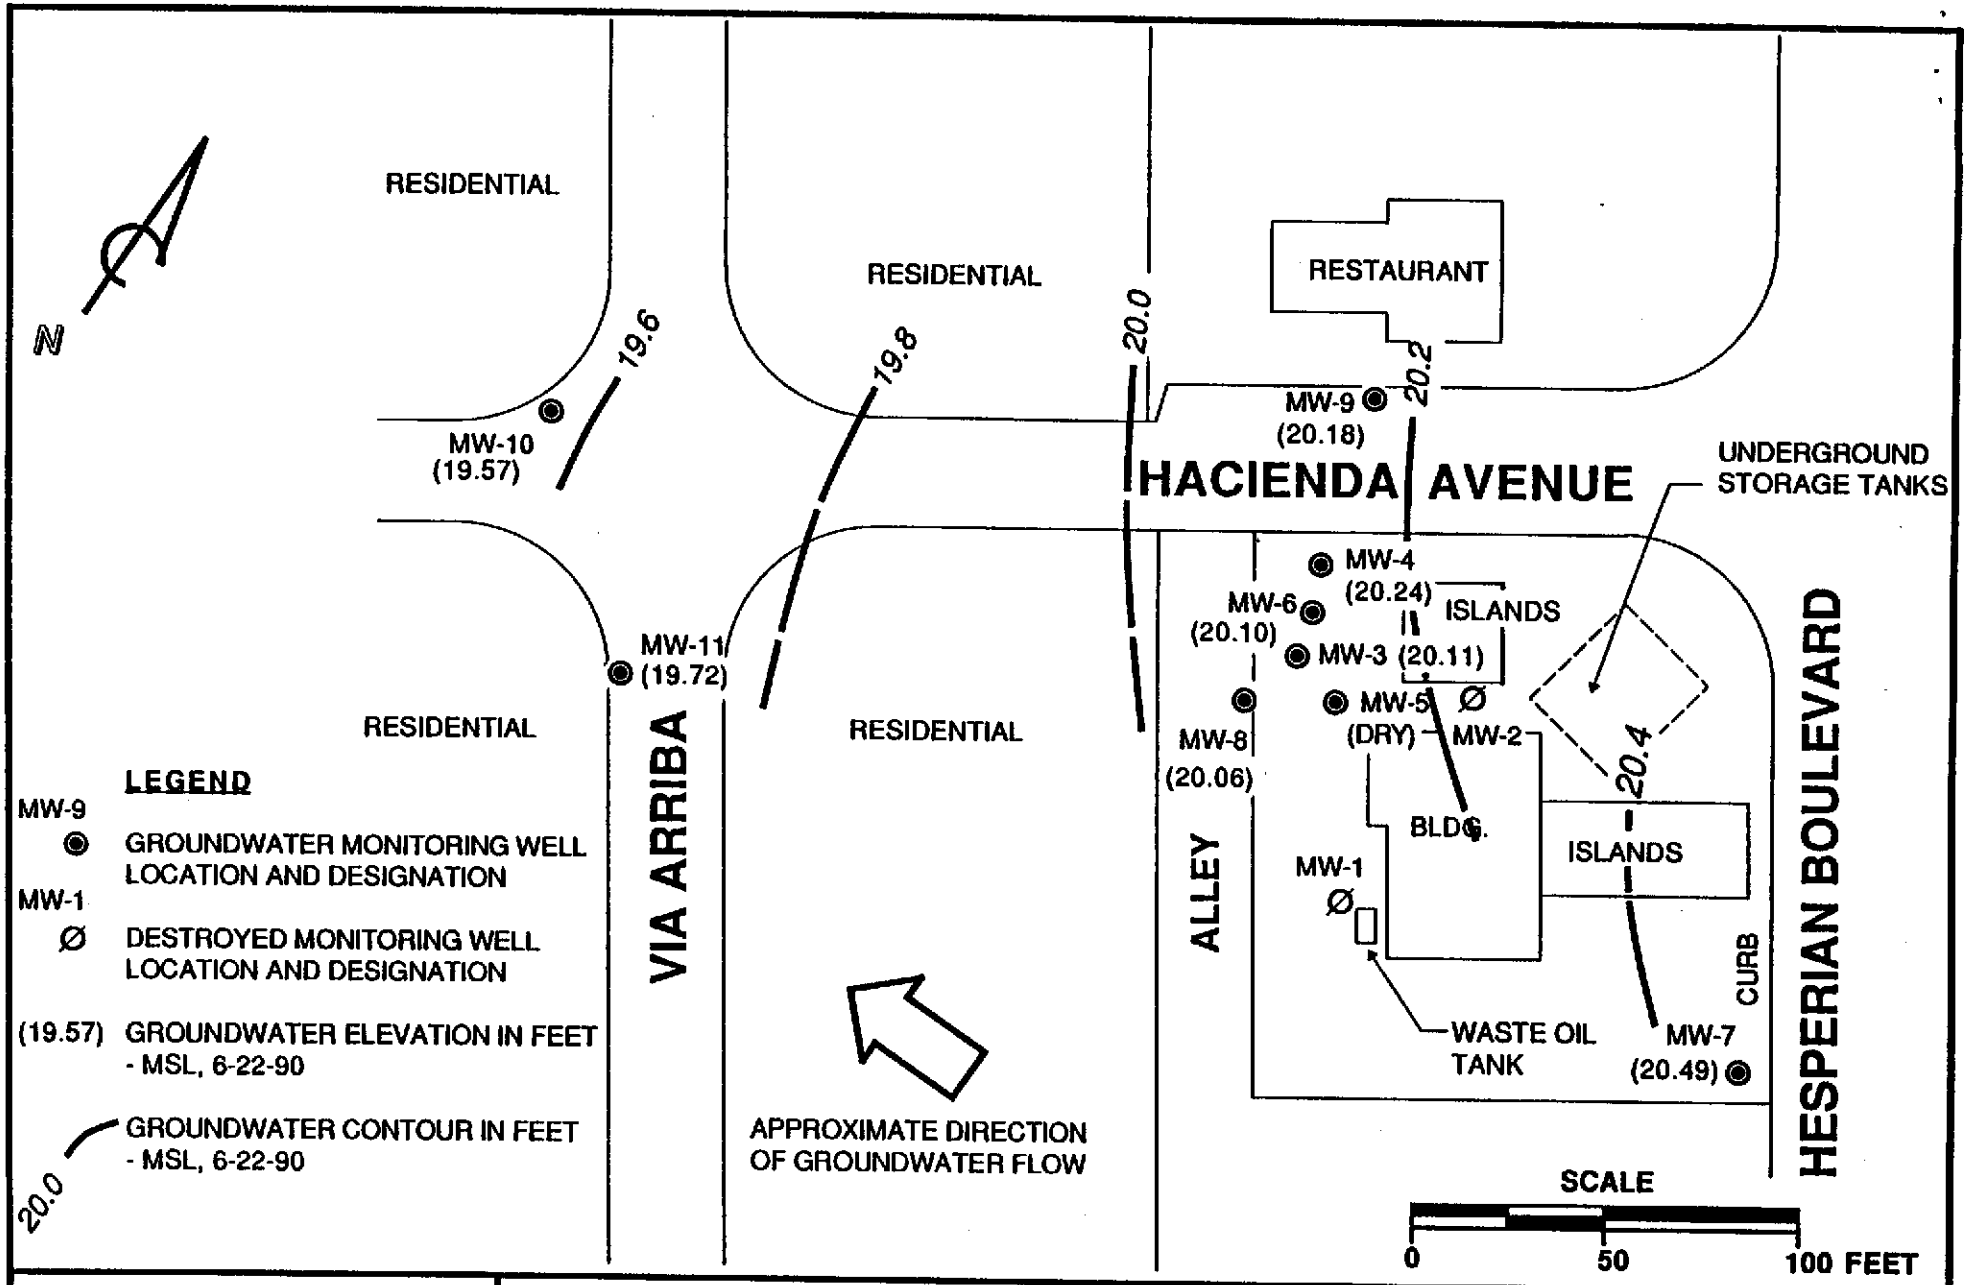 RESIDENTIAL
N
19.6
RESIDENTIAL
19.8
20.0
RESTAURANT
20.2
MW-9
(20.18)
MW-10
(19.57)
HACIENDA AVENUE
UNDERGROUND
STORAGE TANKS
MW-4
(20.24)
MW-6
(20.10)
ISLANDS
MW-3 (20.11)
MW-11
(19.72)
MW-5
(DRY)
MW-2
MW-8
(20.06)
RESIDENTIAL
RESIDENTIAL
VIA ARRIBA
ALLEY
20.4
BLDG.
ISLANDS
MW-1
CURB
HESPERIAN BOULEVARD
WASTE OIL
TANK
MW-7
(20.49)
LEGEND
MW-9
GROUNDWATER MONITORING WELL
LOCATION AND DESIGNATION
MW-1
DESTROYED MONITORING WELL
LOCATION AND DESIGNATION
(19.57) GROUNDWATER ELEVATION IN FEET
- MSL, 6-22-90
20.0
GROUNDWATER CONTOUR IN FEET
- MSL, 6-22-90
APPROXIMATE DIRECTION
OF GROUNDWATER FLOW
SCALE
0 50 100 FEET